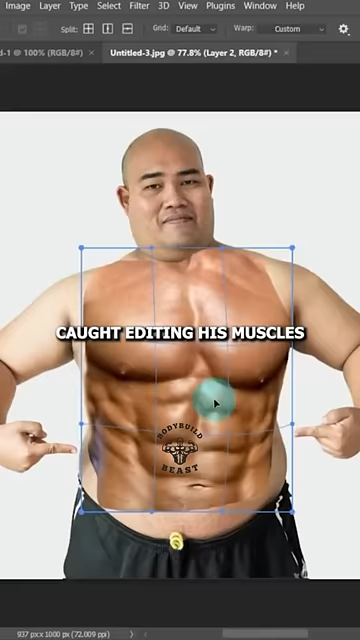 Image Layer Type Select Filter 3D View Plugins Window Help
Split: Grid: Default Warp: Custom
d-1 @ 100% (RGB/8#) × Untitled-3.jpg @ 77.8% (Layer 2, RGB/8#) * ×
CAUGHT EDITING HIS MUSCLES
BODYBUILD
BEAST
937 px x 1000 px (72.009 ppi)